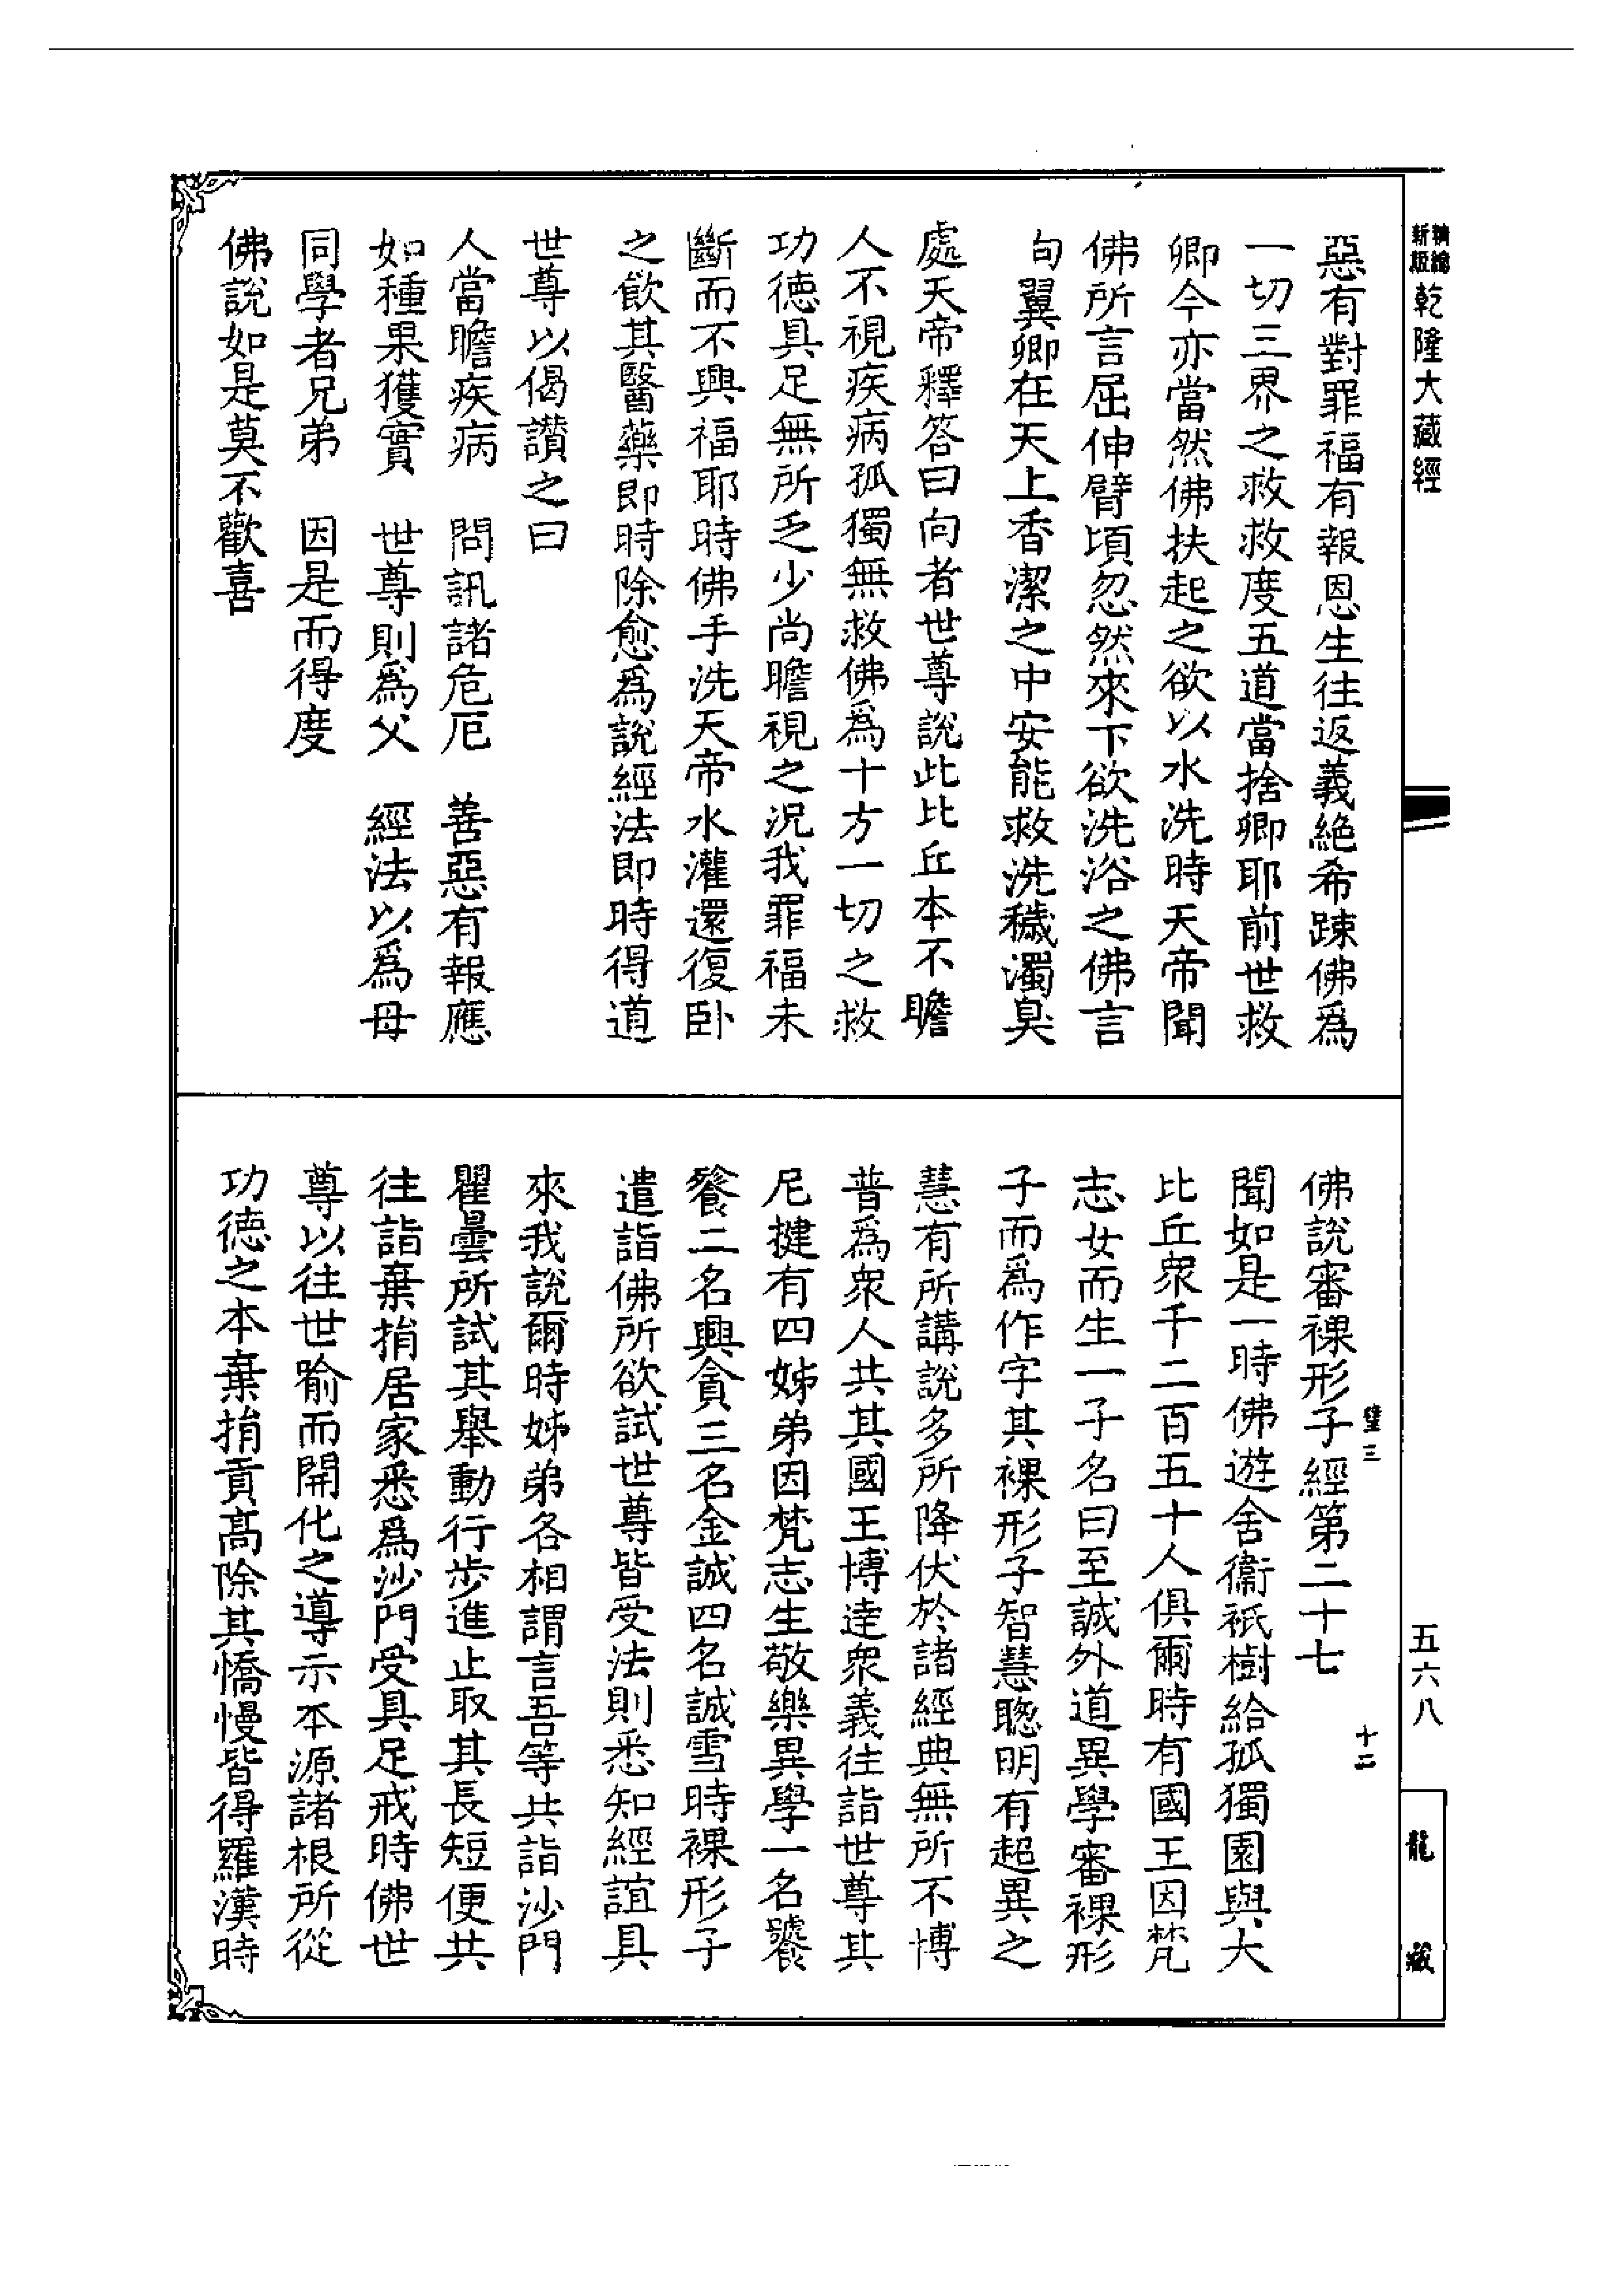 新精
版縮
乾隆大藏經
惡有對罪福有報恩生往返義絶希踈佛爲
一切三界之救救度五道當捨卿耶前世救
卿今亦當然佛扶起之欲以水洗時天帝聞
佛所言屈伸臂頃忽然來下欲洗浴之佛言
句翼卿在天上香潔之中安能救洗穢濁臭
處天帝釋答曰向者世尊說此比丘本不瞻
人不視疾病孤獨無救佛爲十方一切之救
功德具足無所乏少尚瞻視之況我罪福未
斷而不興福耶時佛手洗天帝水灌還復卧
之飲其醫藥即時除愈爲說經法即時得道
世尊以偈讚之曰
人當瞻疾病　問訊諸危厄　善惡有報應
如種果獲實　世尊則爲父　經法以爲母
同學者兄弟　因是而得度
佛說如是莫不歡喜
五六八
龍藏
璧三
十二
佛說審裸形子經第二十七
聞如是一時佛遊舍衞祇樹給孤獨園與大
比丘衆千二百五十人俱爾時有國王因梵
志女而生一子名曰至誠外道異學審裸形
子而爲作字其裸形子智慧聰明有超異之
慧有所講說多所降伏於諸經典無所不博
普爲衆人共其國王博達衆義往詣世尊其
尼揵有四姊弟因梵志生敬樂異學一名饕
餮二名興貪三名金誠四名誠雪時裸形子
遣詣佛所欲試世尊皆受法則悉知經誼具
來我說爾時姊弟各相謂言吾等共詣沙門
瞿曇所試其舉動行步進止取其長短便共
往詣棄捐居家悉爲沙門受具足戒時佛世
尊以往世喻而開化之導示本源諸根所從
功德之本棄捐貢高除其憍慢皆得羅漢時